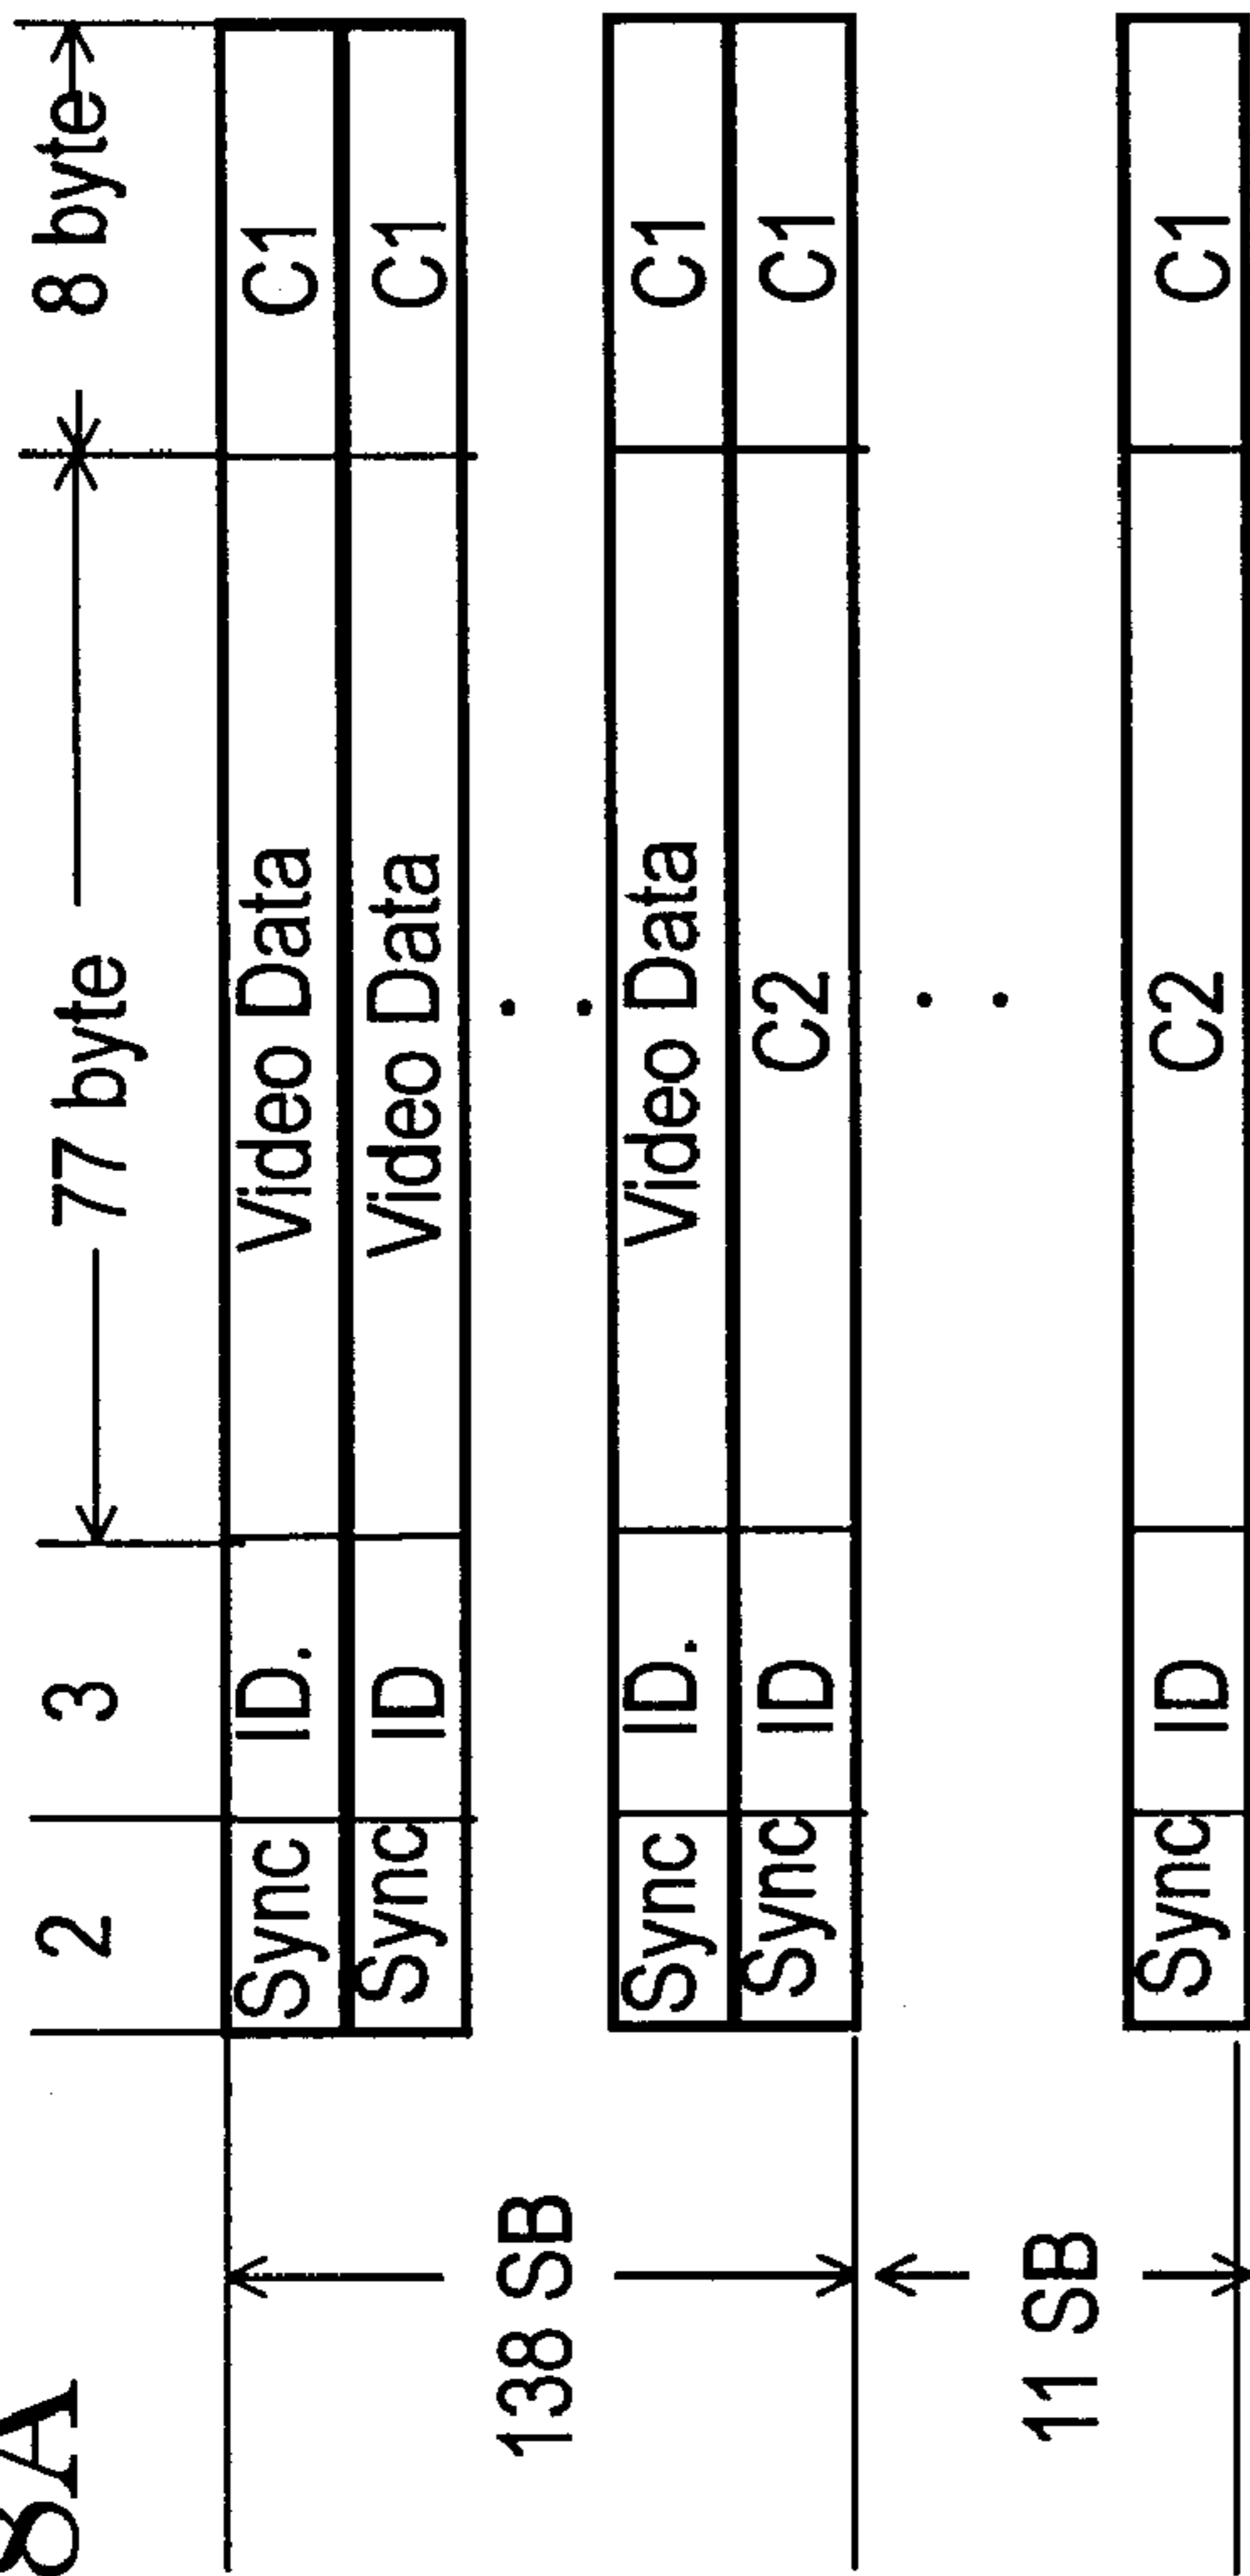 8A
2 3 77 byte 8 byte
Sync ID. Video Data C1
Sync ID Video Data C1
. .
138 SB
Sync ID. Video Data C1
Sync ID C2 C1
. .
11 SB
Sync ID C2 C1